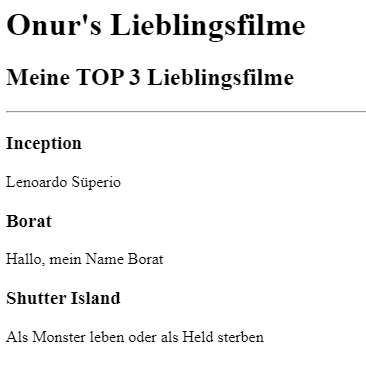 Onur's Lieblingsfilme
Meine TOP 3 Lieblingsfilme
Inception
Lenoardo Süperio
Borat
Hallo, mein Name Borat
Shutter Island
Als Monster leben oder als Held sterben